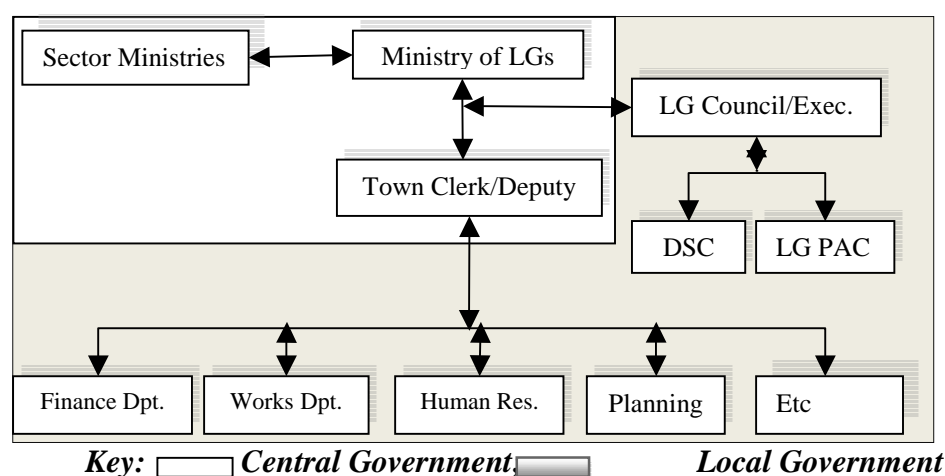 Sector Ministries
Ministry of LGs
LG Council/Exec.
Town Clerk/Deputy
DSC
LG PAC
Finance Dpt.
Works Dpt.
Human Res.
Planning
Etc
Key: Central Government, Local Government